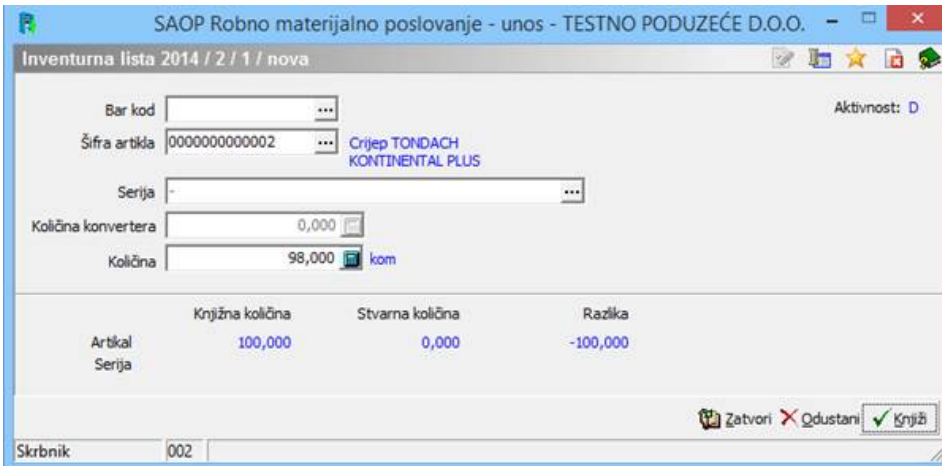 SAOP Robno materijalno poslovanje - unos - TESTNO PODUZEĆE D.O.O.
Inventurna lista 2014 / 2 / 1 / nova
Bar kod ...
Aktivnost: D
Šifra artikla 0000000000002 ... Crijep TONDACH
KONTINENTAL PLUS
Serija - ...
Količina konvertera 0,000
Količina 98,000 kom
Knjižna količina Stvarna količina Razlika
Artikal 100,000 0,000 -100,000
Serija
Zatvori Odustani Knjiži
Skrbnik 002